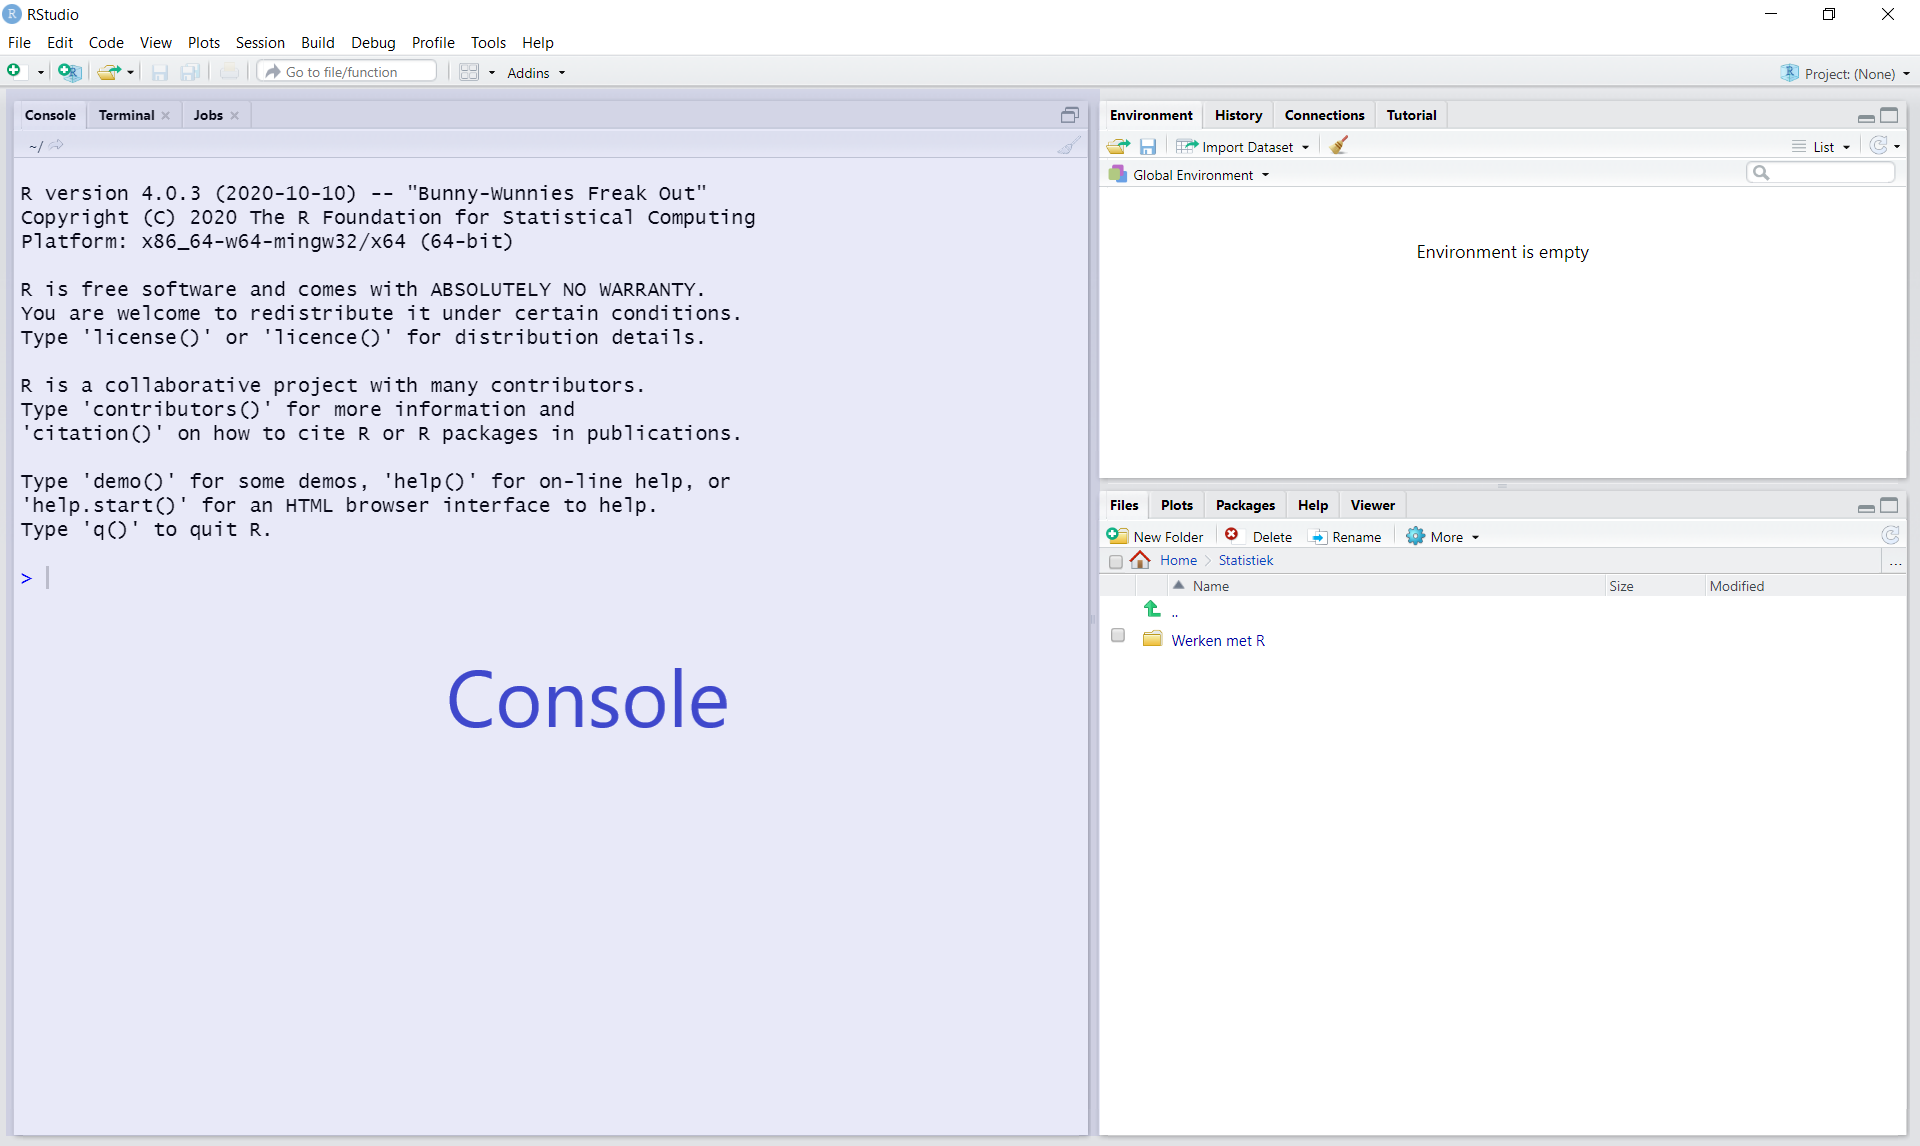 RStudio
File Edit Code View Plots Session Build Debug Profile Tools Help
Go to file/function Addins Project: (None)
Console Terminal Jobs
~/
R version 4.0.3 (2020-10-10) -- "Bunny-Wunnies Freak Out"
Copyright (C) 2020 The R Foundation for Statistical Computing
Platform: x86_64-w64-mingw32/x64 (64-bit)
R is free software and comes with ABSOLUTELY NO WARRANTY.
You are welcome to redistribute it under certain conditions.
Type 'license()' or 'licence()' for distribution details.
R is a collaborative project with many contributors.
Type 'contributors()' for more information and
'citation()' on how to cite R or R packages in publications.
Type 'demo()' for some demos, 'help()' for on-line help, or
'help.start()' for an HTML browser interface to help.
Type 'q()' to quit R.
>
Console
Environment History Connections Tutorial
Import Dataset List
Global Environment
Environment is empty
Files Plots Packages Help Viewer
New Folder Delete Rename More
Home Statistiek ...
Name Size Modified
..
Werken met R